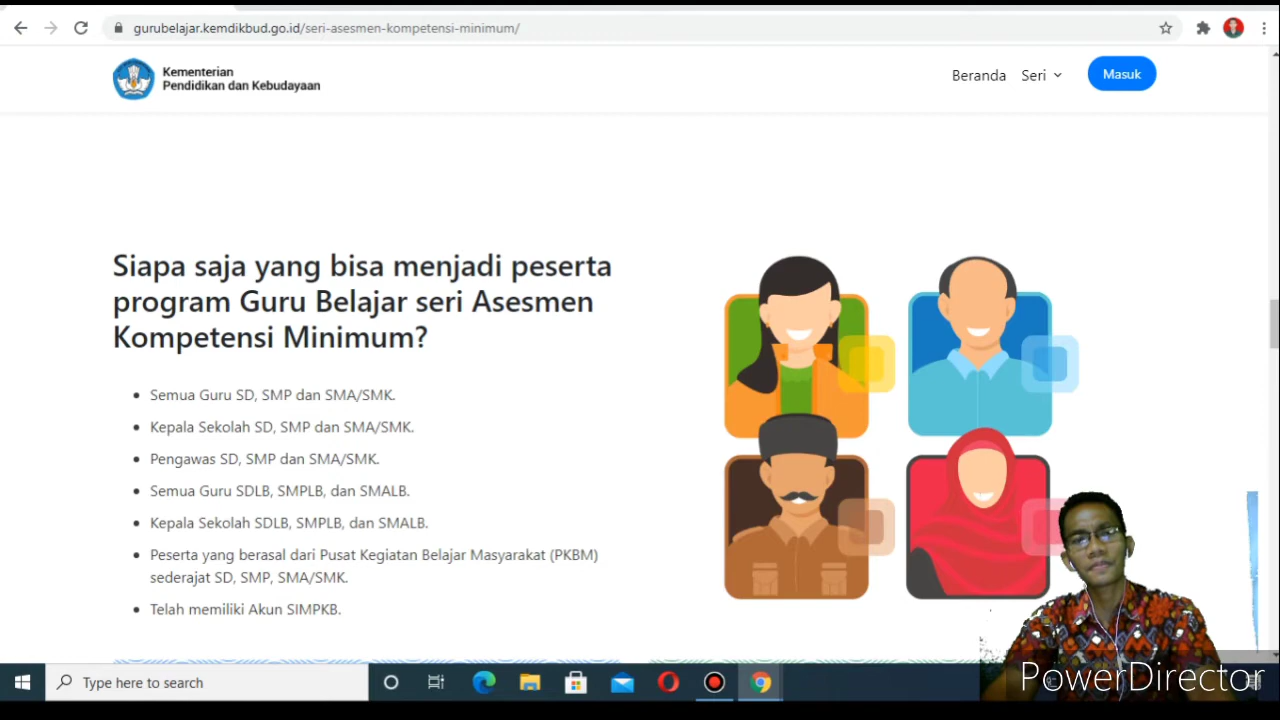 gurubelajar.kemdikbud.go.id/seri-asesmen-kompetensi-minimum/
Kementerian
Pendidikan dan Kebudayaan
Beranda Seri Masuk
Siapa saja yang bisa menjadi peserta
program Guru Belajar seri Asesmen
Kompetensi Minimum?
Semua Guru SD, SMP dan SMA/SMK.
Kepala Sekolah SD, SMP dan SMA/SMK.
Pengawas SD, SMP dan SMA/SMK.
Semua Guru SDLB, SMPLB, dan SMALB.
Kepala Sekolah SDLB, SMPLB, dan SMALB.
Peserta yang berasal dari Pusat Kegiatan Belajar Masyarakat (PKBM)
sederajat SD, SMP, SMA/SMK.
Telah memiliki Akun SIMPKB.
Type here to search
PowerDirector